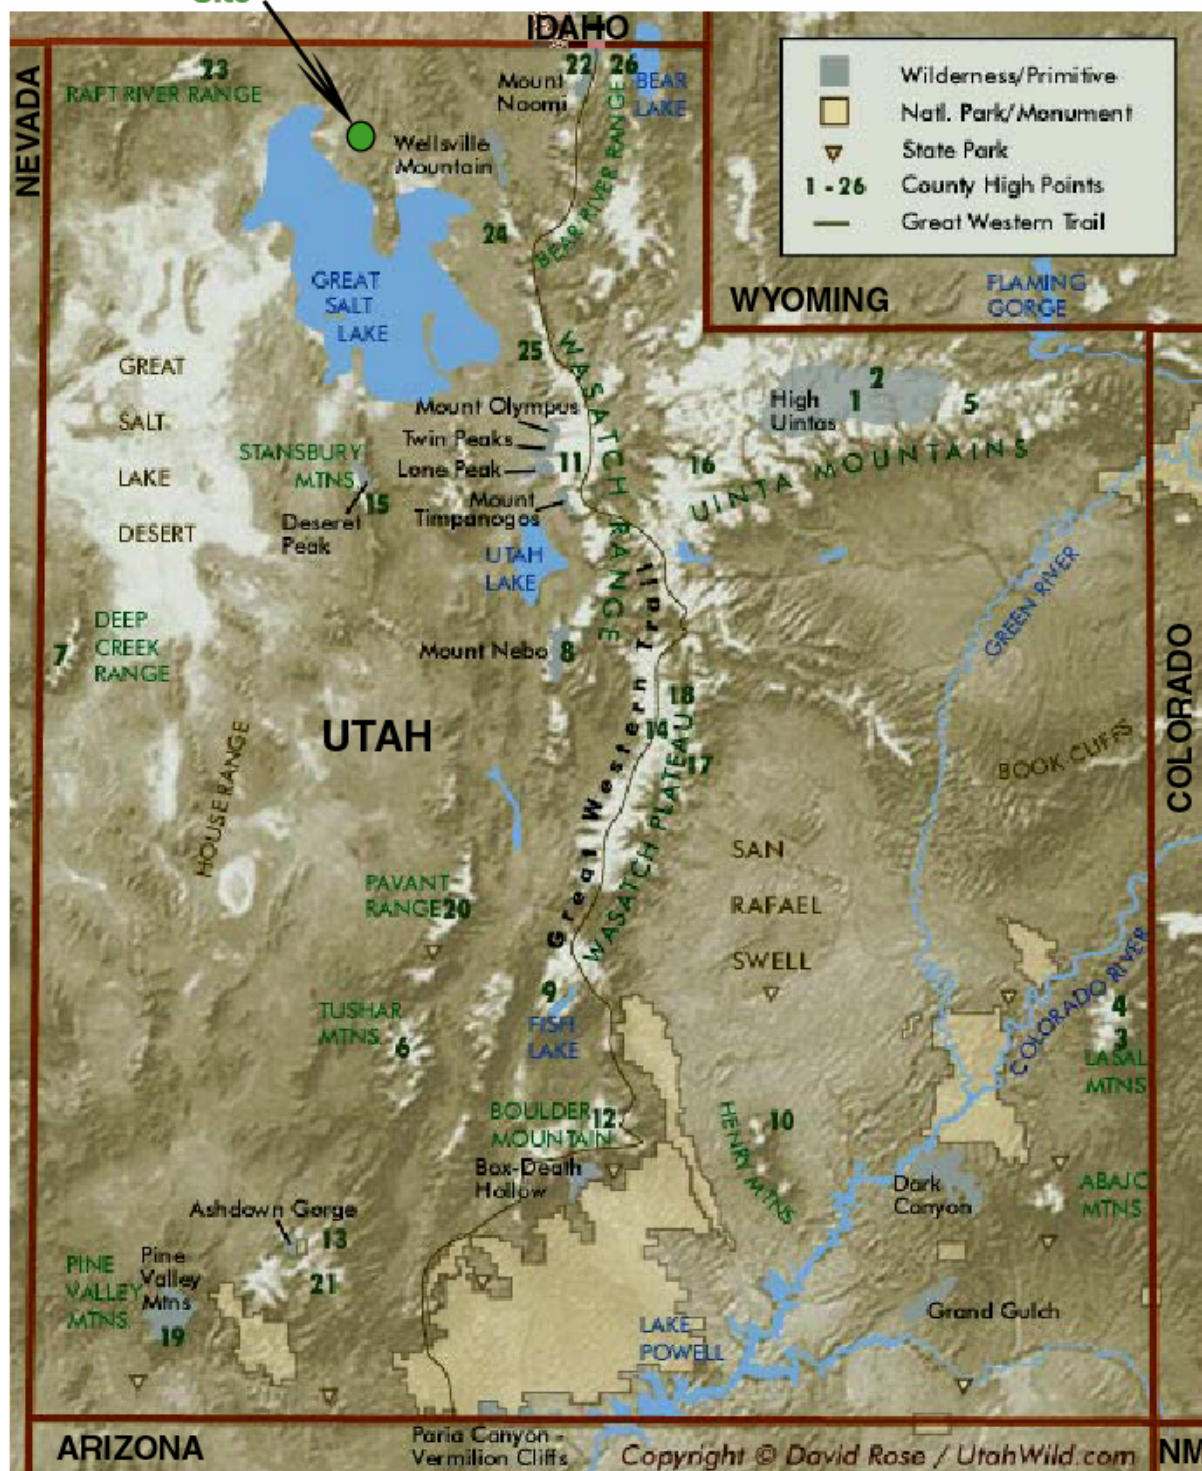 Site
IDAHO
NEVADA
23
RAFT RIVER RANGE
22
26
Mount
Naomi
BEAR
LAKE
Wellsville
Mountain
BEAR RIVER RANGE
24
GREAT
SALT
LAKE
Wilderness/Primitive
Natl. Park/Monument
State Park
1 - 26 County High Points
Great Western Trail
WYOMING
FLAMING
GORGE
25
WASATCH RANGE
GREAT
SALT
LAKE
DESERT
Mount Olympus
Twin Peaks
Lone Peak
11
Mount
Timpanogos
STANSBURY
MTNS
15
Deseret
Peak
High
Uintas
1
2
5
16
UINTA MOUNTAINS
UTAH
LAKE
GREEN RIVER
DEEP
CREEK
RANGE
7
Mount Nebo
8
Great Western Trail
18
14
17
WASATCH PLATEAU
UTAH
HOUSE RANGE
BOOK CLIFFS
COLORADO
SAN
RAFAEL
SWELL
PAVANT
RANGE
20
9
FISH
LAKE
TUSHAR
MTNS
6
COLORADO RIVER
4
3
LASAL
MTNS
BOULDER
MOUNTAIN
12
HENRY MTNS
10
Box-Death
Hollow
Dark
Canyon
ABAJO
MTNS
Ashdown Gorge
13
21
PINE
VALLEY
MTNS
Pine
Valley
Mtns
19
Grand Gulch
LAKE
POWELL
ARIZONA
Paria Canyon -
Vermilion Cliffs
Copyright © David Rose / UtahWild.com
NM